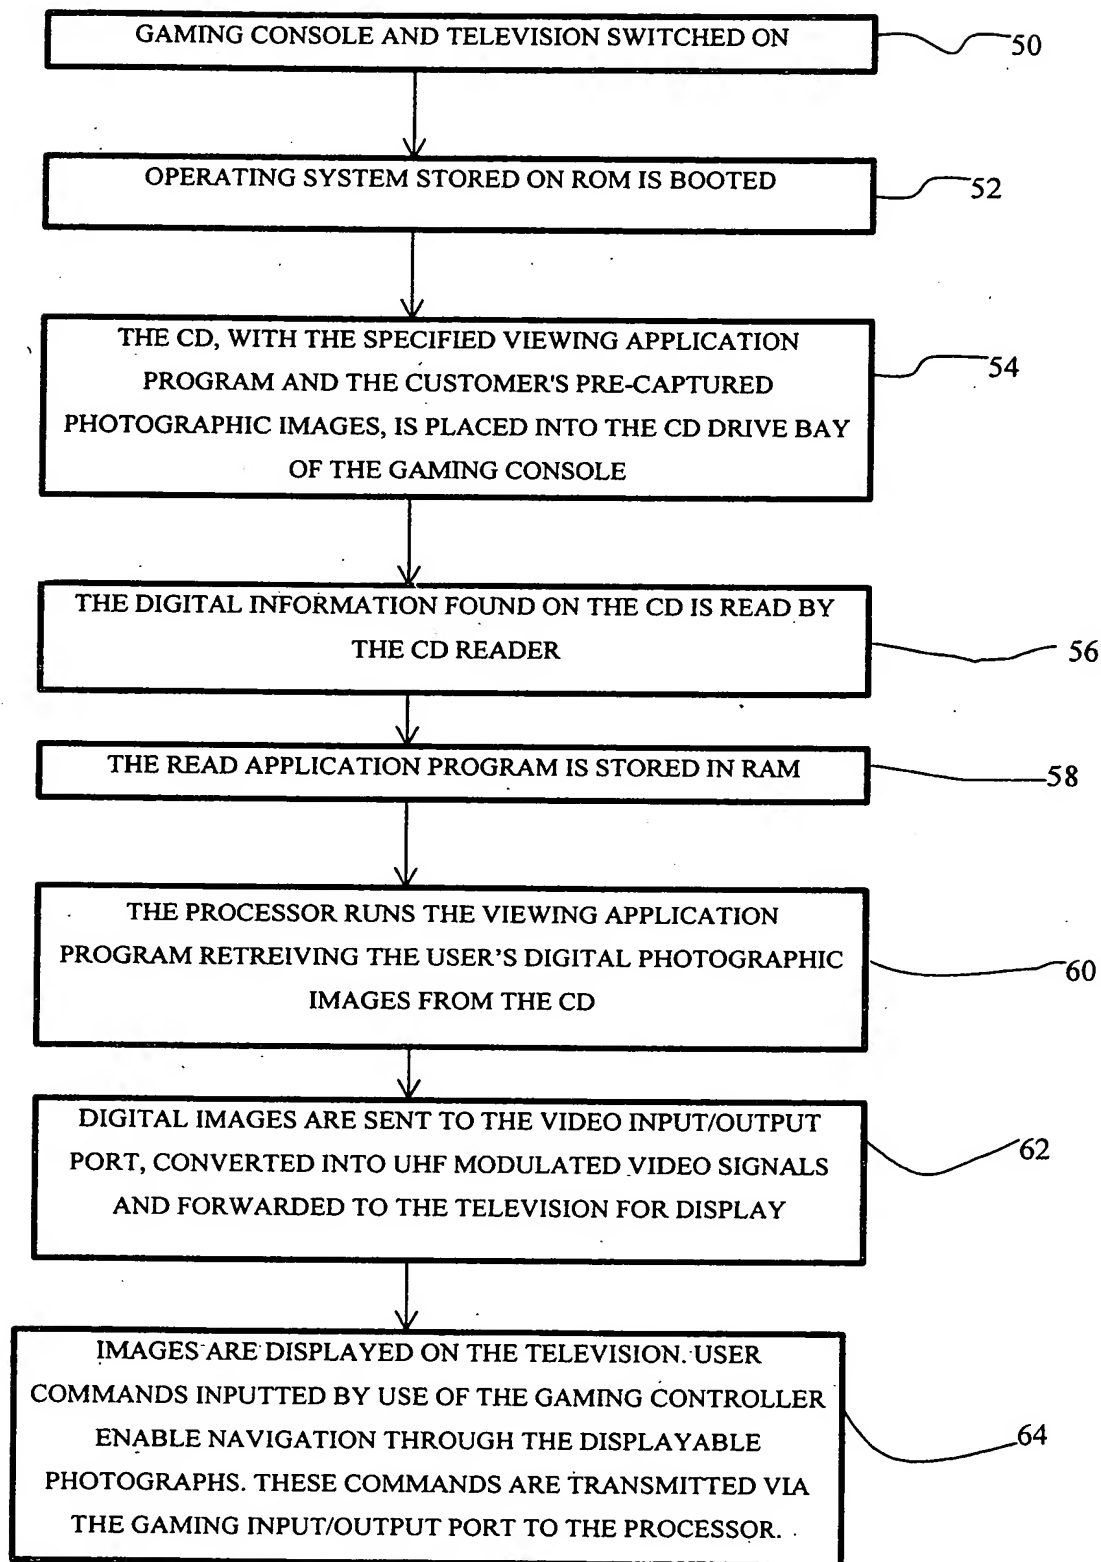 GAMING CONSOLE AND TELEVISION SWITCHED ON
50
OPERATING SYSTEM STORED ON ROM IS BOOTED
52
THE CD, WITH THE SPECIFIED VIEWING APPLICATION
PROGRAM AND THE CUSTOMER'S PRE-CAPTURED
PHOTOGRAPHIC IMAGES, IS PLACED INTO THE CD DRIVE BAY
OF THE GAMING CONSOLE
54
THE DIGITAL INFORMATION FOUND ON THE CD IS READ BY
THE CD READER
56
THE READ APPLICATION PROGRAM IS STORED IN RAM
58
THE PROCESSOR RUNS THE VIEWING APPLICATION
PROGRAM RETREIVING THE USER'S DIGITAL PHOTOGRAPHIC
IMAGES FROM THE CD
60
DIGITAL IMAGES ARE SENT TO THE VIDEO INPUT/OUTPUT
PORT, CONVERTED INTO UHF MODULATED VIDEO SIGNALS
AND FORWARDED TO THE TELEVISION FOR DISPLAY
62
IMAGES ARE DISPLAYED ON THE TELEVISION. USER
COMMANDS INPUTTED BY USE OF THE GAMING CONTROLLER
ENABLE NAVIGATION THROUGH THE DISPLAYABLE
PHOTOGRAPHS. THESE COMMANDS ARE TRANSMITTED VIA
THE GAMING INPUT/OUTPUT PORT TO THE PROCESSOR.
64